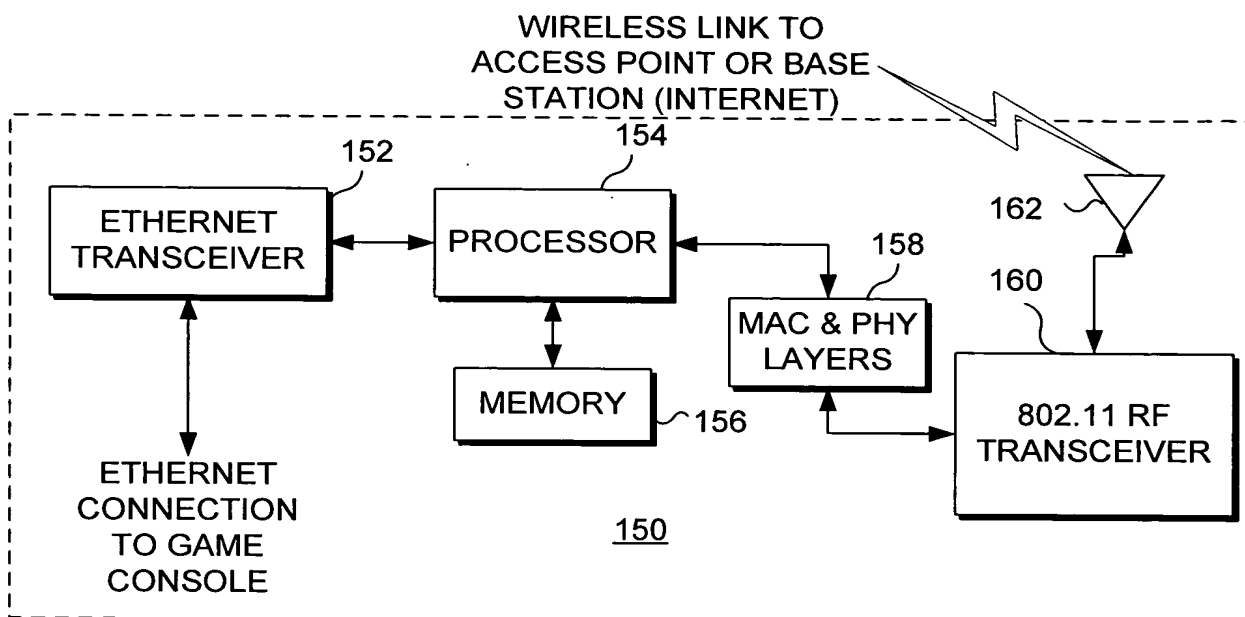 WIRELESS LINK TO
ACCESS POINT OR BASE
STATION (INTERNET)
152
154
ETHERNET
TRANSCEIVER
PROCESSOR
162
158
160
MAC & PHY
LAYERS
MEMORY
156
802.11 RF
TRANSCEIVER
ETHERNET
CONNECTION
TO GAME
CONSOLE
150